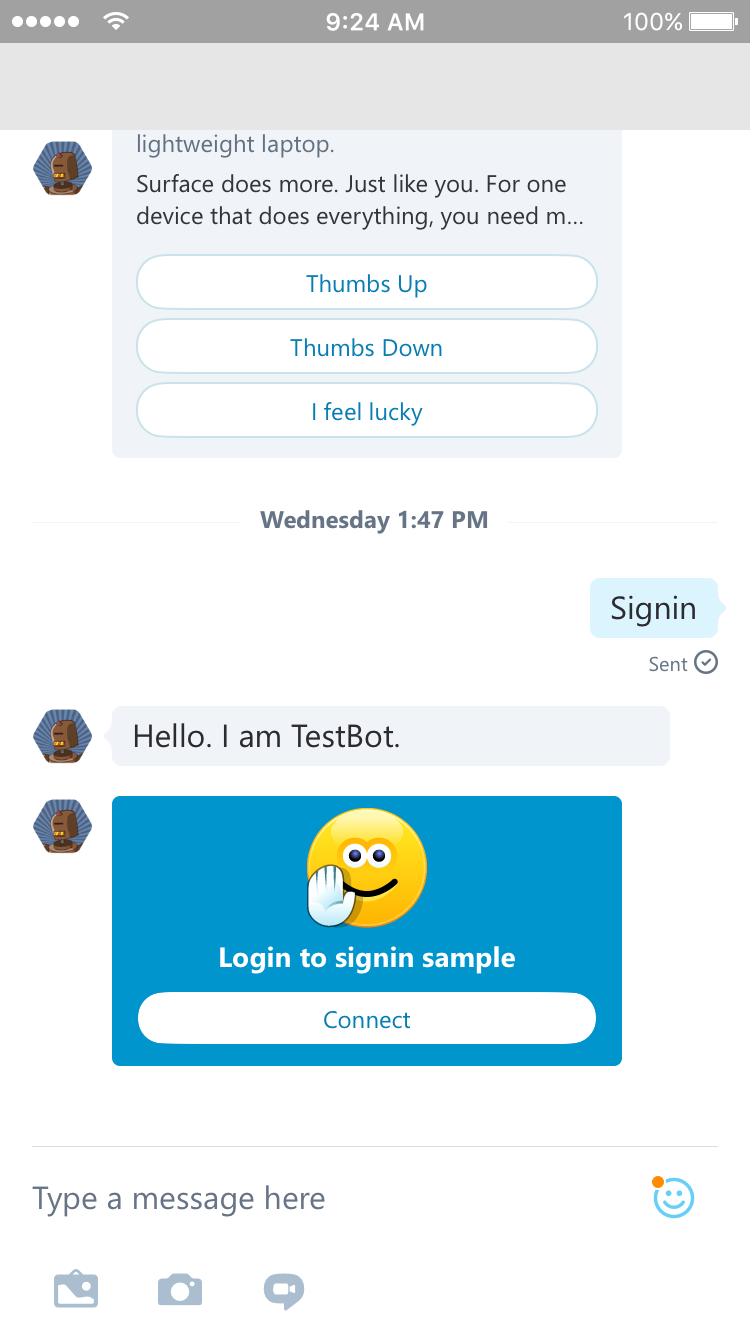 9:24 AM
100%
lightweight laptop.
Surface does more. Just like you. For one
device that does everything, you need m...
Thumbs Up
Thumbs Down
I feel lucky
Wednesday 1:47 PM
Signin
Sent
Hello. I am TestBot.
Login to signin sample
Connect
Type a message here